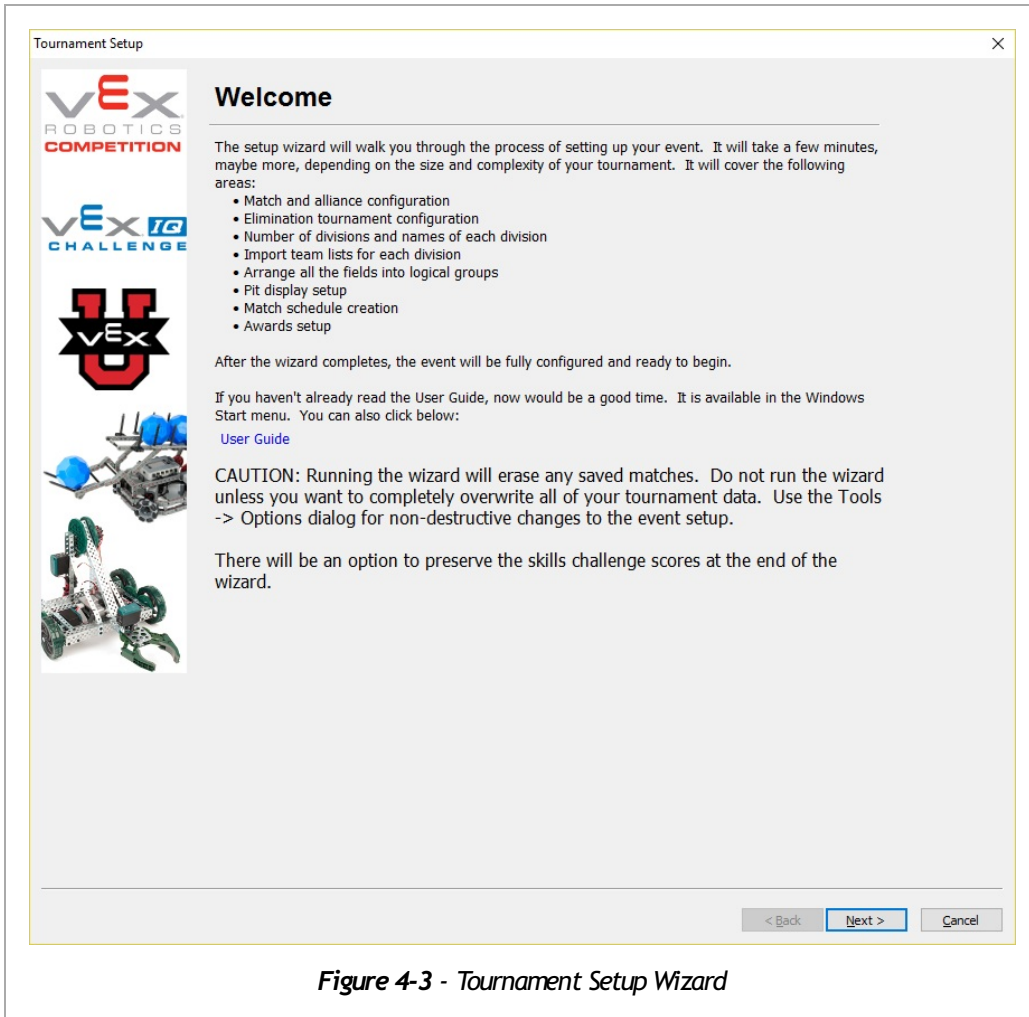 Tournament Setup
VEX
ROBOTICS
COMPETITION
VEX IQ
CHALLENGE
VEX
U
Welcome
The setup wizard will walk you through the process of setting up your event. It will take a few minutes,
maybe more, depending on the size and complexity of your tournament. It will cover the following
areas:
• Match and alliance configuration
• Elimination tournament configuration
• Number of divisions and names of each division
• Import team lists for each division
• Arrange all the fields into logical groups
• Pit display setup
• Match schedule creation
• Awards setup
After the wizard completes, the event will be fully configured and ready to begin.
If you haven't already read the User Guide, now would be a good time. It is available in the Windows
Start menu. You can also click below:
User Guide
CAUTION: Running the wizard will erase any saved matches. Do not run the wizard
unless you want to completely overwrite all of your tournament data. Use the Tools
-> Options dialog for non-destructive changes to the event setup.
There will be an option to preserve the skills challenge scores at the end of the
wizard.
< Back Next > Cancel
Figure 4-3 - Tournament Setup Wizard